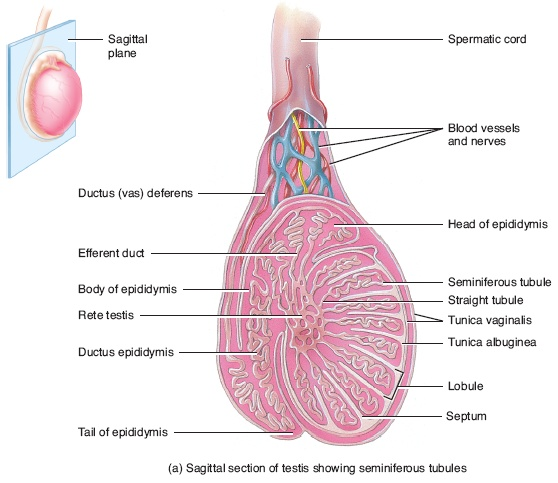 Sagittal
plane
Spermatic cord
Blood vessels
and nerves
Ductus (vas) deferens
Head of epididymis
Efferent duct
Seminiferous tubule
Body of epididymis
Straight tubule
Rete testis
Tunica vaginalis
Tunica albuginea
Ductus epididymis
Lobule
Septum
Tail of epididymis
(a) Sagittal section of testis showing seminiferous tubules